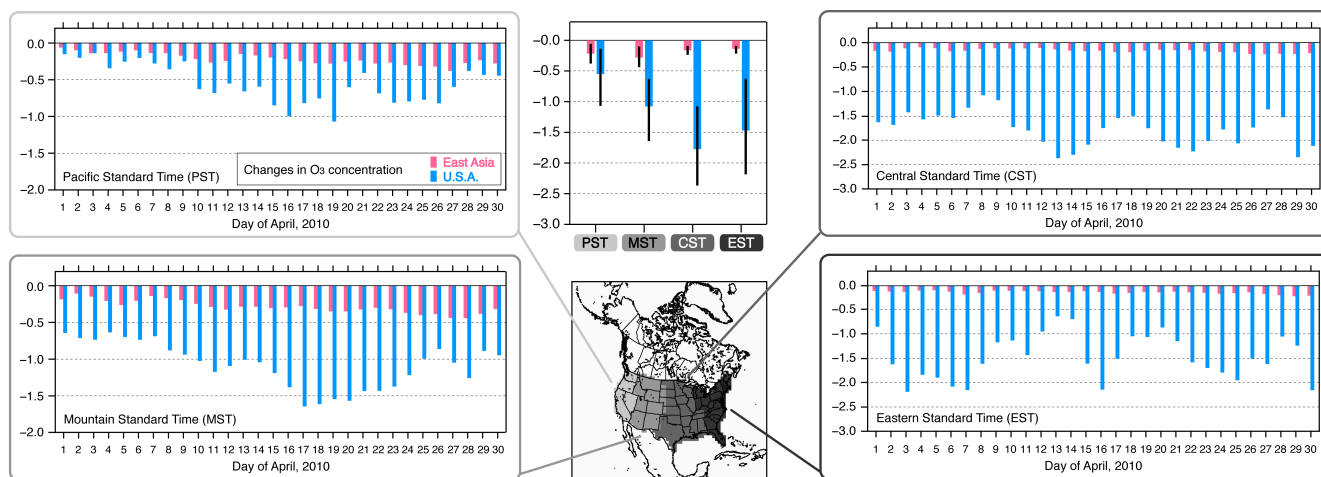 0.0
−0.5
−1.0
−1.5
−2.0
Pacific Standard Time (PST)
Changes in O₃ concentration
East Asia
U.S.A.
1 2 3 4 5 6 7 8 9 10 11 12 13 14 15 16 17 18 19 20 21 22 23 24 25 26 27 28 29 30
Day of April, 2010
−0.0
−0.5
−1.0
−1.5
−2.0
−2.5
−3.0
PST MST CST EST
0.0
−0.5
−1.0
−1.5
−2.0
−2.5
−3.0
Central Standard Time (CST)
1 2 3 4 5 6 7 8 9 10 11 12 13 14 15 16 17 18 19 20 21 22 23 24 25 26 27 28 29 30
Day of April, 2010
0.0
−0.5
−1.0
−1.5
−2.0
Mountain Standard Time (MST)
1 2 3 4 5 6 7 8 9 10 11 12 13 14 15 16 17 18 19 20 21 22 23 24 25 26 27 28 29 30
Day of April, 2010
0.0
−0.5
−1.0
−1.5
−2.0
−2.5
−3.0
Eastern Standard Time (EST)
1 2 3 4 5 6 7 8 9 10 11 12 13 14 15 16 17 18 19 20 21 22 23 24 25 26 27 28 29 30
Day of April, 2010